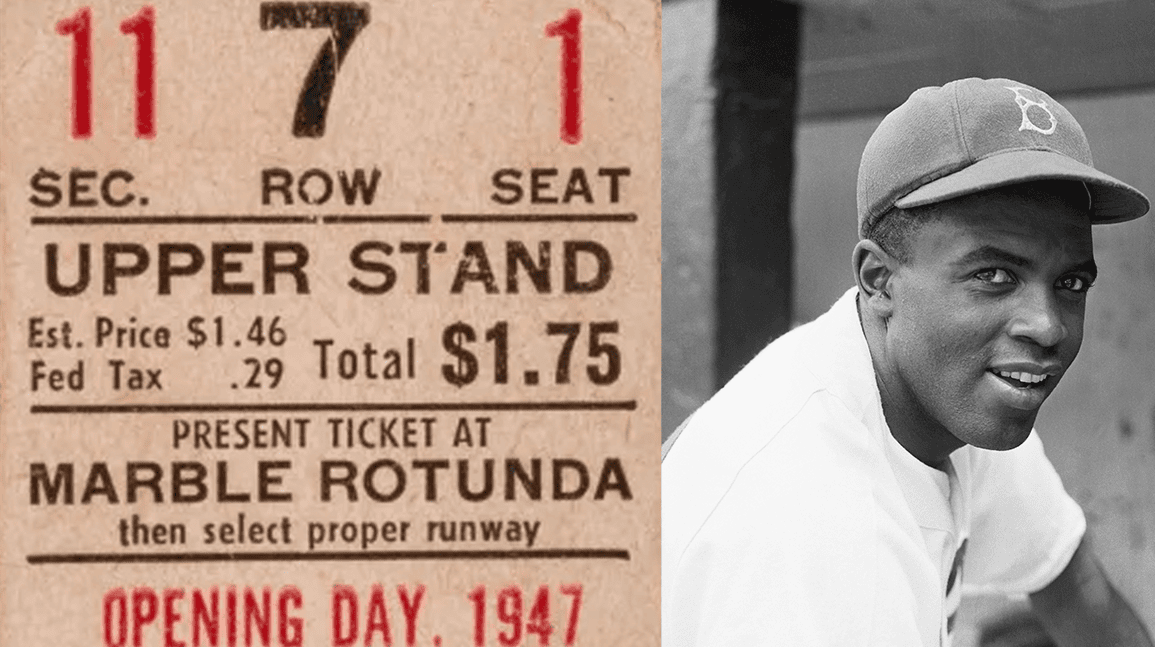 11 7 1
SEC. ROW SEAT
UPPER STAND
Est. Price $1.46
Fed Tax .29
Total $1.75
PRESENT TICKET AT
MARBLE ROTUNDA
then select proper runway
OPENING DAY, 1947
B